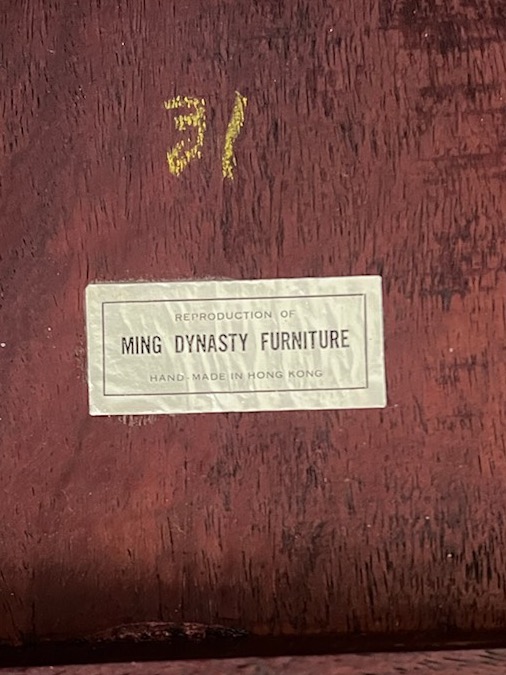 31
REPRODUCTION OF
MING DYNASTY FURNITURE
HAND-MADE IN HONG KONG